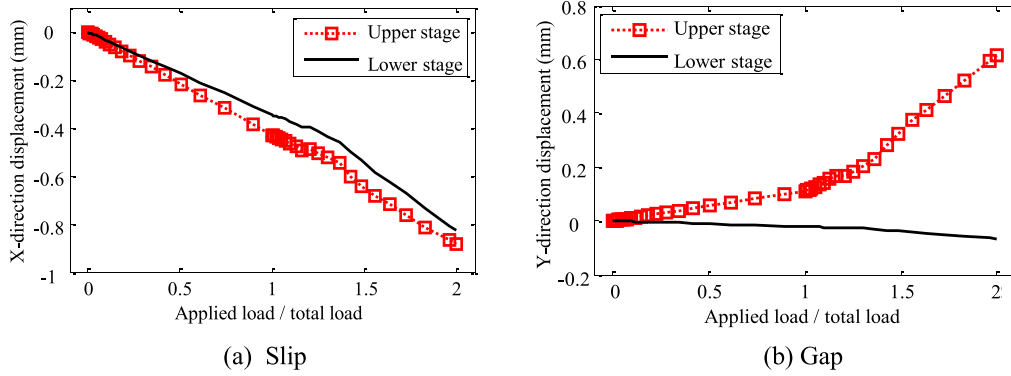 X-direction displacement (mm)
0
-0.2
-0.4
-0.6
-0.8
-1
Upper stage
Lower stage
0
0.5
1
1.5
2
Applied load / total load
(a) Slip
Y-direction displacement (mm)
0.8
0.6
0.4
0.2
0
-0.2
Upper stage
Lower stage
0
0.5
1
1.5
2
Applied load / total load
(b) Gap